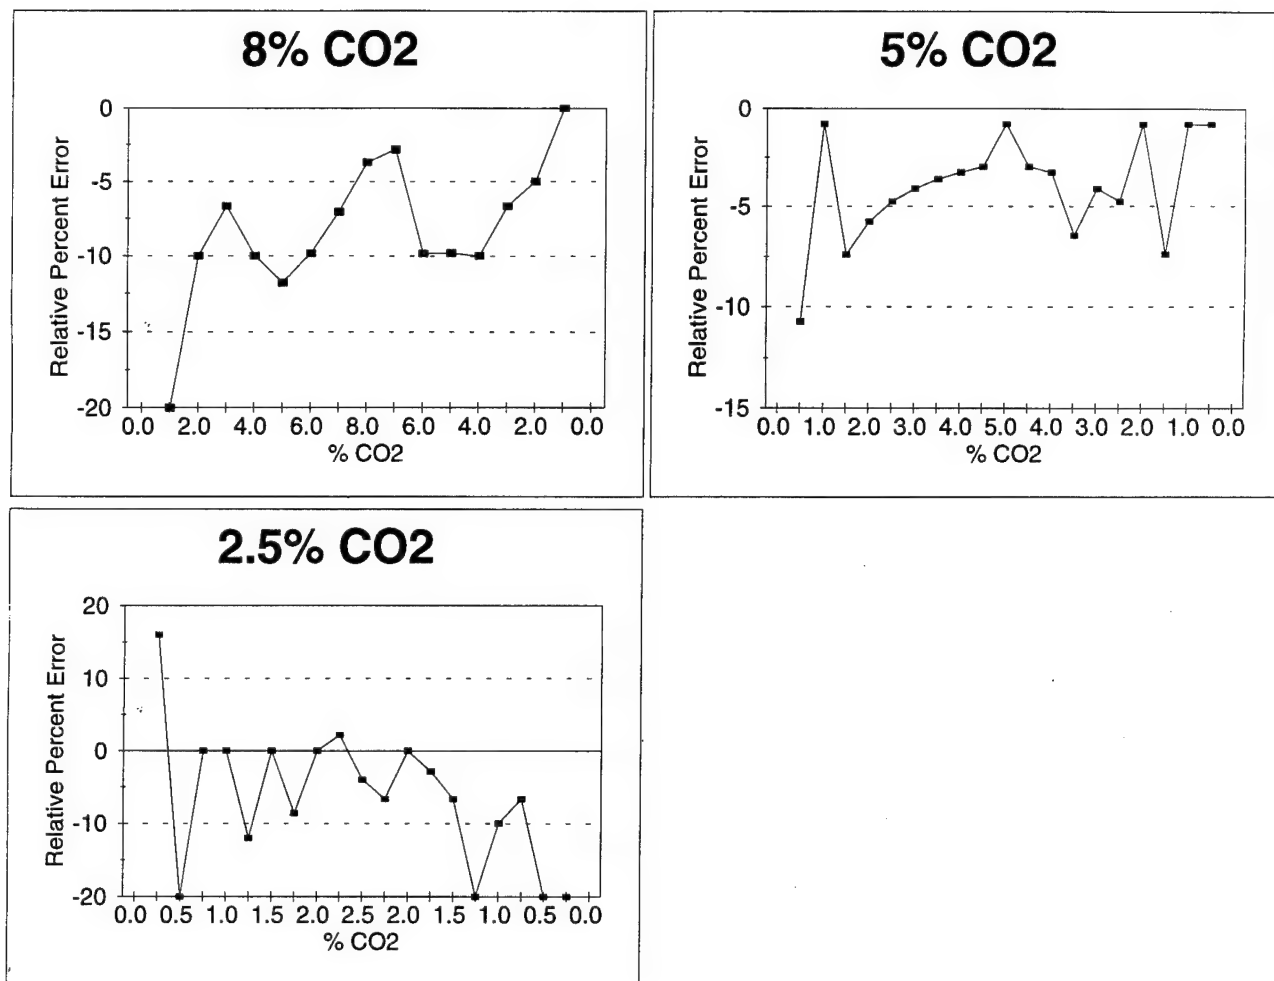 8% CO2
Relative Percent Error
0
-5
-10
-15
-20
0.0 2.0 4.0 6.0 8.0 6.0 4.0 2.0 0.0
% CO2
5% CO2
Relative Percent Error
0
-5
-10
-15
0.0 1.0 2.0 3.0 4.0 5.0 4.0 3.0 2.0 1.0 0.0
% CO2
2.5% CO2
Relative Percent Error
20
10
0
-10
-20
0.0 0.5 1.0 1.5 2.0 2.5 2.0 1.5 1.0 0.5 0.0
% CO2